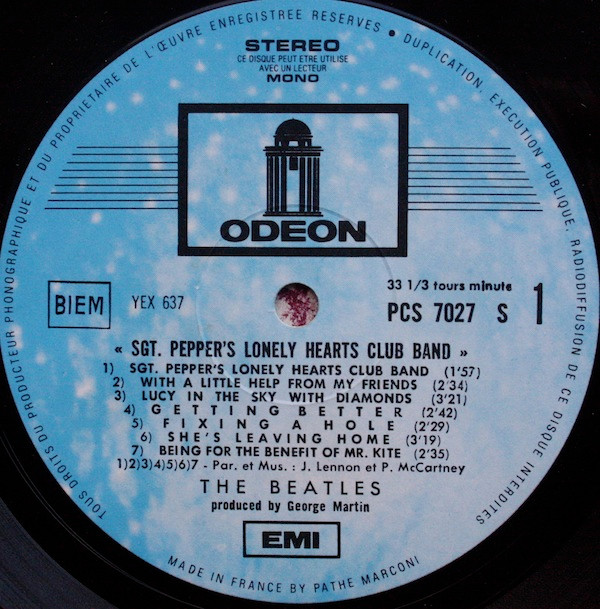 TOUS DROITS DU PRODUCTEUR PHONOGRAPHIQUE ET DU PROPRIETAIRE DE L'ŒUVRE ENREGISTREE RESERVES • DUPLICATION, EXECUTION PUBLIQUE, RADIODIFFUSION DE CE DISQUE INTERDITES
STEREO
CE DISQUE PEUT ETRE UTILISE
AVEC UN LECTEUR
MONO
ODEON
33 1/3 tours minute
BIEM YEX 637 PCS 7027 S 1
« SGT. PEPPER'S LONELY HEARTS CLUB BAND »
1) SGT. PEPPER'S LONELY HEARTS CLUB BAND (1'57)
2) WITH A LITTLE HELP FROM MY FRIENDS (2'34)
3) LUCY IN THE SKY WITH DIAMONDS (3'21)
4) GETTING BETTER (2'42)
5) FIXING A HOLE (2'29)
6) SHE'S LEAVING HOME (3'19)
7) BEING FOR THE BENEFIT OF MR. KITE (2'35)
1)2)3)4)5)6)7 - Par. et Mus. : J. Lennon et P. McCartney
THE BEATLES
produced by George Martin
EMI
MADE IN FRANCE BY PATHE MARCONI